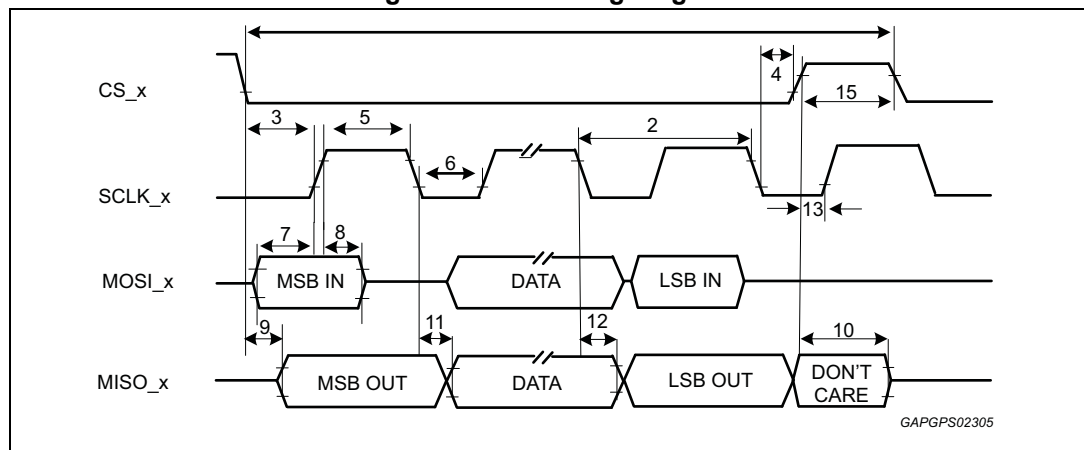 4
CS_x
15
3
5
2
6
SCLK_x
13
7
8
MOSI_x
MSB IN
DATA
LSB IN
9
11
12
10
MISO_x
MSB OUT
DATA
LSB OUT
DON'T
CARE
GAPGPS02305